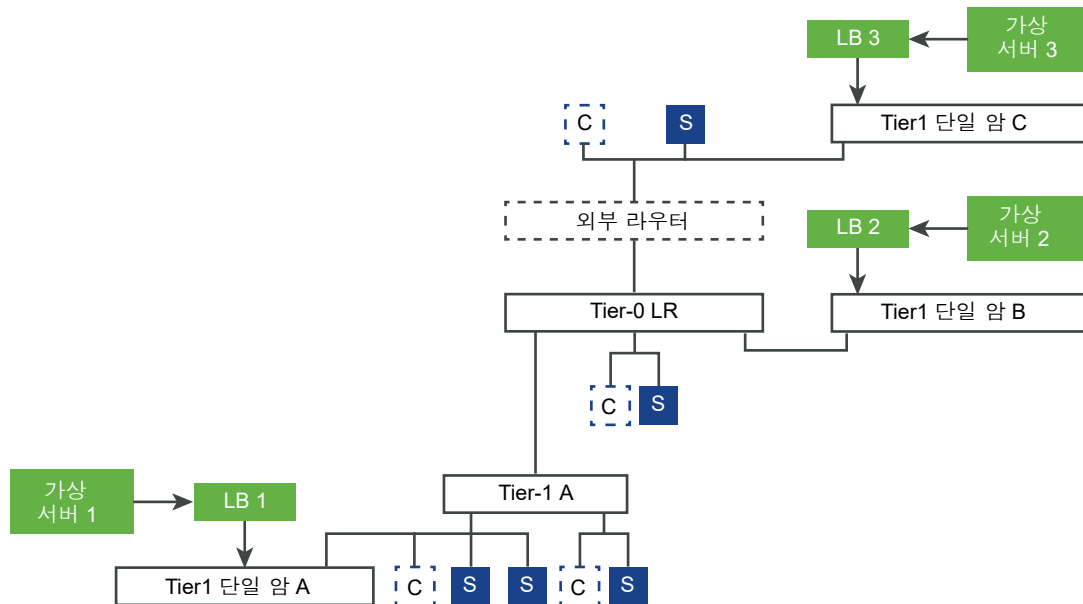 LB 3
가상
서버 3
Tier1 단일 암 C
C
S
외부 라우터
LB 2
가상
서버 2
Tier-0 LR
Tier1 단일 암 B
C
S
Tier-1 A
가상
서버 1
LB 1
Tier1 단일 암 A
C
S
S
C
S